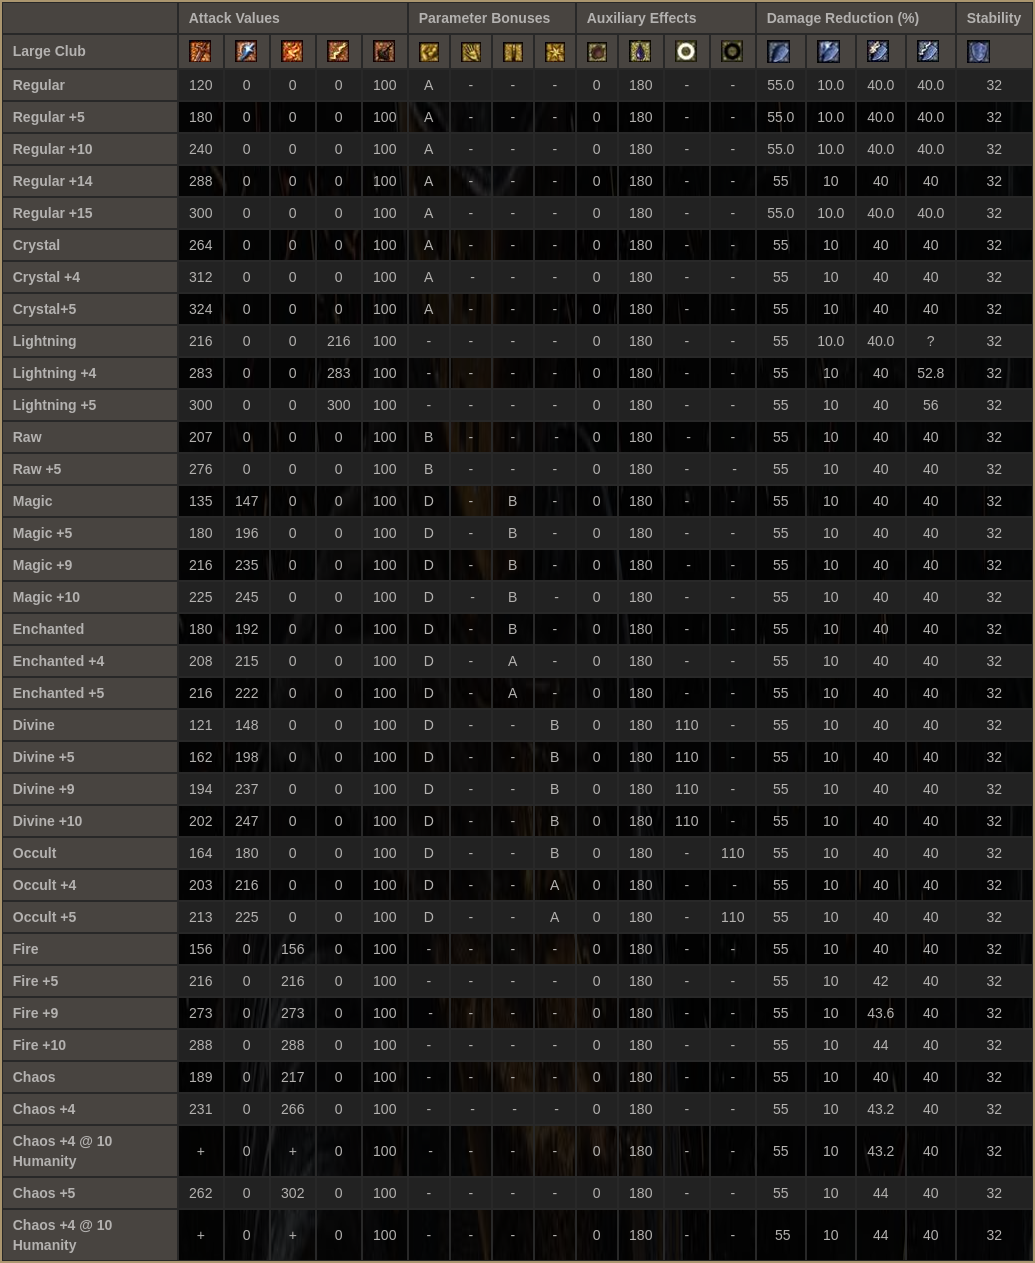 Attack Values Parameter Bonuses Auxiliary Effects Damage Reduction (%) Stability
Large Club
Regular 120 0 0 0 100 A - - - 0 180 - - 55.0 10.0 40.0 40.0 32
Regular +5 180 0 0 0 100 A - - - 0 180 - - 55.0 10.0 40.0 40.0 32
Regular +10 240 0 0 0 100 A - - - 0 180 - - 55.0 10.0 40.0 40.0 32
Regular +14 288 0 0 0 100 A - - - 0 180 - - 55 10 40 40 32
Regular +15 300 0 0 0 100 A - - - 0 180 - - 55.0 10.0 40.0 40.0 32
Crystal 264 0 0 0 100 A - - - 0 180 - - 55 10 40 40 32
Crystal +4 312 0 0 0 100 A - - - 0 180 - - 55 10 40 40 32
Crystal+5 324 0 0 0 100 A - - - 0 180 - - 55 10 40 40 32
Lightning 216 0 0 216 100 - - - - 0 180 - - 55 10.0 40.0 ? 32
Lightning +4 283 0 0 283 100 - - - - 0 180 - - 55 10 40 52.8 32
Lightning +5 300 0 0 300 100 - - - - 0 180 - - 55 10 40 56 32
Raw 207 0 0 0 100 B - - - 0 180 - - 55 10 40 40 32
Raw +5 276 0 0 0 100 B - - - 0 180 - - 55 10 40 40 32
Magic 135 147 0 0 100 D - B - 0 180 - - 55 10 40 40 32
Magic +5 180 196 0 0 100 D - B - 0 180 - - 55 10 40 40 32
Magic +9 216 235 0 0 100 D - B - 0 180 - - 55 10 40 40 32
Magic +10 225 245 0 0 100 D - B - 0 180 - - 55 10 40 40 32
Enchanted 180 192 0 0 100 D - B - 0 180 - - 55 10 40 40 32
Enchanted +4 208 215 0 0 100 D - A - 0 180 - - 55 10 40 40 32
Enchanted +5 216 222 0 0 100 D - A - 0 180 - - 55 10 40 40 32
Divine 121 148 0 0 100 D - - B 0 180 110 - 55 10 40 40 32
Divine +5 162 198 0 0 100 D - - B 0 180 110 - 55 10 40 40 32
Divine +9 194 237 0 0 100 D - - B 0 180 110 - 55 10 40 40 32
Divine +10 202 247 0 0 100 D - - B 0 180 110 - 55 10 40 40 32
Occult 164 180 0 0 100 D - - B 0 180 - 110 55 10 40 40 32
Occult +4 203 216 0 0 100 D - - A 0 180 - - 55 10 40 40 32
Occult +5 213 225 0 0 100 D - - A 0 180 - 110 55 10 40 40 32
Fire 156 0 156 0 100 - - - - 0 180 - - 55 10 40 40 32
Fire +5 216 0 216 0 100 - - - - 0 180 - - 55 10 42 40 32
Fire +9 273 0 273 0 100 - - - - 0 180 - - 55 10 43.6 40 32
Fire +10 288 0 288 0 100 - - - - 0 180 - - 55 10 44 40 32
Chaos 189 0 217 0 100 - - - - 0 180 - - 55 10 40 40 32
Chaos +4 231 0 266 0 100 - - - - 0 180 - - 55 10 43.2 40 32
Chaos +4 @ 10
Humanity + 0 + 0 100 - - - - 0 180 - - 55 10 43.2 40 32
Chaos +5 262 0 302 0 100 - - - - 0 180 - - 55 10 44 40 32
Chaos +4 @ 10
Humanity + 0 + 0 100 - - - - 0 180 - - 55 10 44 40 32